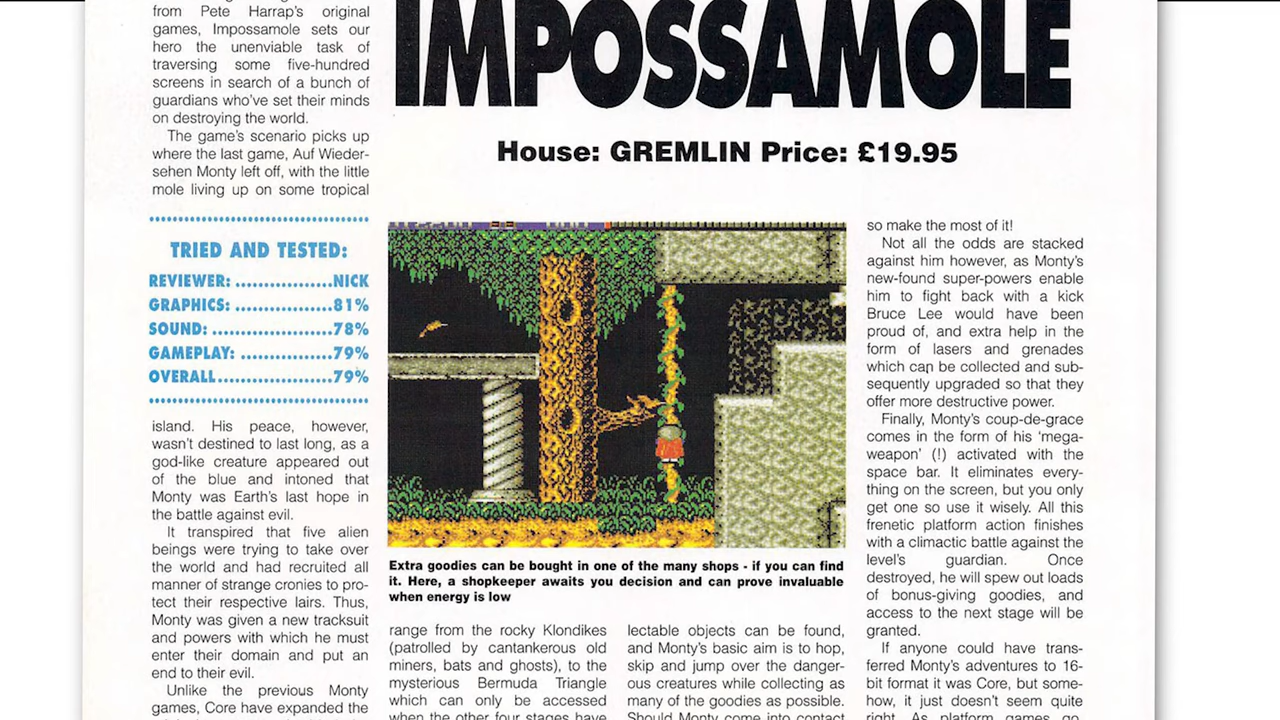 from Pete Harrap's original
games, Impossamole sets our
hero the unenviable task of
traversing some five-hundred
screens in search of a bunch of
guardians who've set their minds
on destroying the world.
The game's scenario picks up
where the last game, Auf Wieder-
sehen Monty left off, with the little
mole living up on some tropical
TRIED AND TESTED:
REVIEWER: ..................NICK
GRAPHICS: ..................81%
SOUND: ......................78%
GAMEPLAY: ..................79%
OVERALL.....................79%
island. His peace, however,
wasn't destined to last long, as a
god-like creature appeared out
of the blue and intoned that
Monty was Earth's last hope in
the battle against evil.
It transpired that five alien
beings were trying to take over
the world and had recruited all
manner of strange cronies to pro-
tect their respective lairs. Thus,
Monty was given a new tracksuit
and powers with which he must
enter their domain and put an
end to their evil.
Unlike the previous Monty
games, Core have expanded the
IMPOSSAMOLE
House: GREMLIN Price: £19.95
Extra goodies can be bought in one of the many shops - if you can find
it. Here, a shopkeeper awaits you decision and can prove invaluable
when energy is low
range from the rocky Klondikes
(patrolled by cantankerous old
miners, bats and ghosts), to the
mysterious Bermuda Triangle
which can only be accessed
when the other four stages have
lectable objects can be found,
and Monty's basic aim is to hop,
skip and jump over the danger-
ous creatures while collecting as
many of the goodies as possible.
Should Monty come into contact
so make the most of it!
Not all the odds are stacked
against him however, as Monty's
new-found super-powers enable
him to fight back with a kick
Bruce Lee would have been
proud of, and extra help in the
form of lasers and grenades
which can be collected and sub-
sequently upgraded so that they
offer more destructive power.
Finally, Monty's coup-de-grace
comes in the form of his 'mega-
weapon' (!) activated with the
space bar. It eliminates every-
thing on the screen, but you only
get one so use it wisely. All this
frenetic platform action finishes
with a climactic battle against the
level's guardian. Once
destroyed, he will spew out loads
of bonus-giving goodies, and
access to the next stage will be
granted.
If anyone could have trans-
ferred Monty's adventures to 16-
bit format it was Core, but some-
how, it just doesn't seem quite
right. As platform games go,